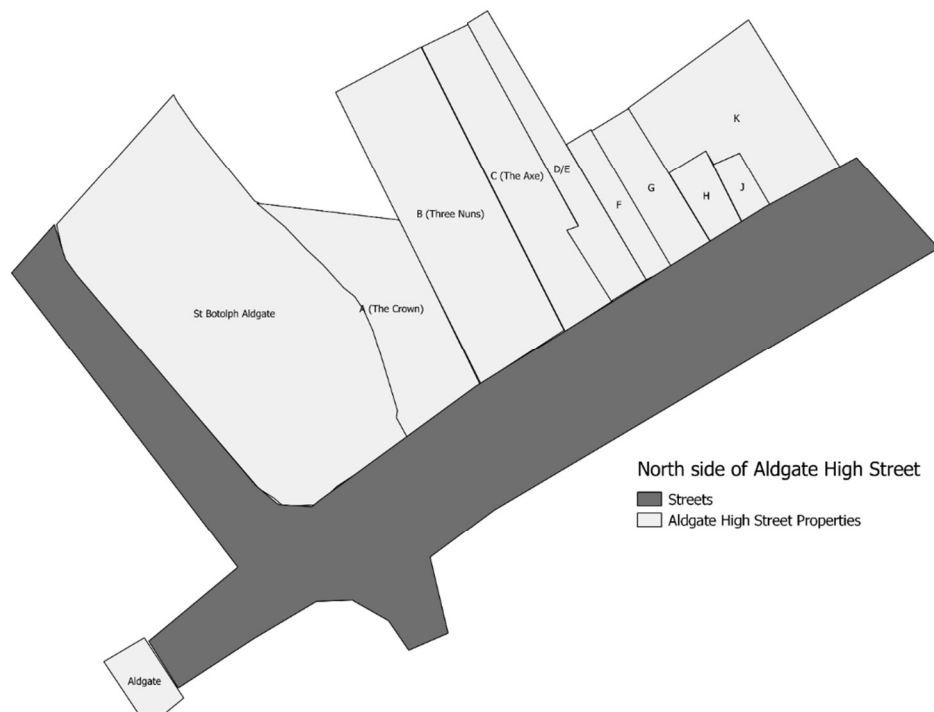 K
D/E
C (The Axe)
G
H
J
F
B (Three Nuns)
A (The Crown)
St Botolph Aldgate
North side of Aldgate High Street
Streets
Aldgate High Street Properties
Aldgate